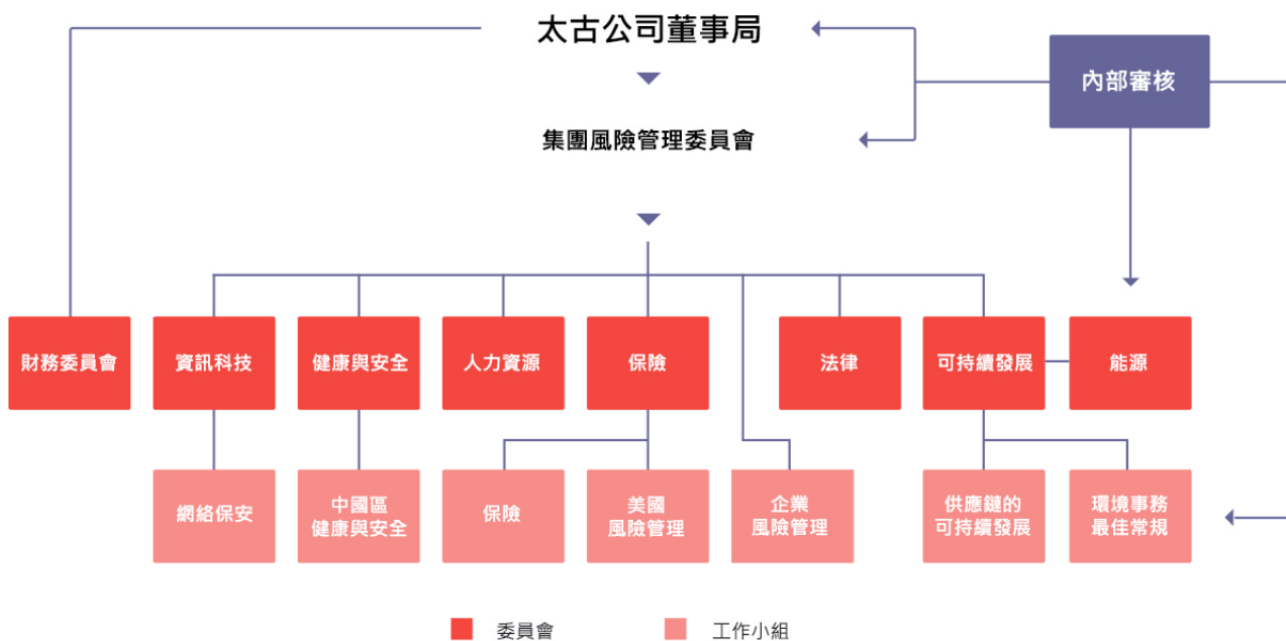 太古公司董事局
內部審核
集團風險管理委員會
財務委員會
資訊科技
健康與安全
人力資源
保險
法律
可持續發展
能源
網絡保安
中國區
健康與安全
保險
美國
風險管理
企業
風險管理
供應鏈的
可持續發展
環境事務
最佳常規
委員會
工作小組